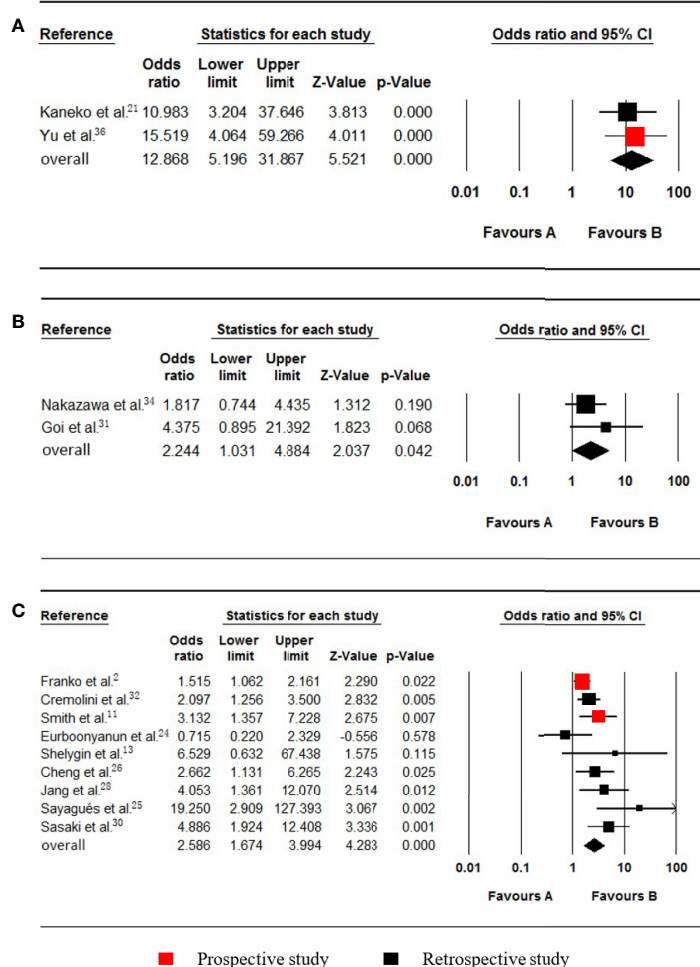 A
Reference Statistics for each study Odds ratio and 95% CI
Odds Lower Upper
ratio limit limit Z-Value p-Value
Kaneko et al.21 10.983 3.204 37.646 3.813 0.000
Yu et al.36 15.519 4.064 59.266 4.011 0.000
overall 12.868 5.196 31.867 5.521 0.000
0.01 0.1 1 10 100
Favours A Favours B
B
Reference Statistics for each study Odds ratio and 95% CI
Odds Lower Upper
ratio limit limit Z-Value p-Value
Nakazawa et al.34 1.817 0.744 4.435 1.312 0.190
Goi et al.31 4.375 0.895 21.392 1.823 0.068
overall 2.244 1.031 4.884 2.037 0.042
0.01 0.1 1 10 100
Favours A Favours B
C
Reference Statistics for each study Odds ratio and 95% CI
Odds Lower Upper
ratio limit limit Z-Value p-Value
Franko et al.2 1.515 1.062 2.161 2.290 0.022
Cremolini et al.32 2.097 1.256 3.500 2.832 0.005
Smith et al.11 3.132 1.357 7.228 2.675 0.007
Eurboonyanun et al.24 0.715 0.220 2.329 -0.556 0.578
Shelygin et al.13 6.529 0.632 67.438 1.575 0.115
Cheng et al.26 2.662 1.131 6.265 2.243 0.025
Jang et al.28 4.053 1.361 12.070 2.514 0.012
Sayagués et al.25 19.250 2.909 127.393 3.067 0.002
Sasaki et al.30 4.886 1.924 12.408 3.336 0.001
overall 2.586 1.674 3.994 4.283 0.000
0.01 0.1 1 10 100
Favours A Favours B
Prospective study Retrospective study